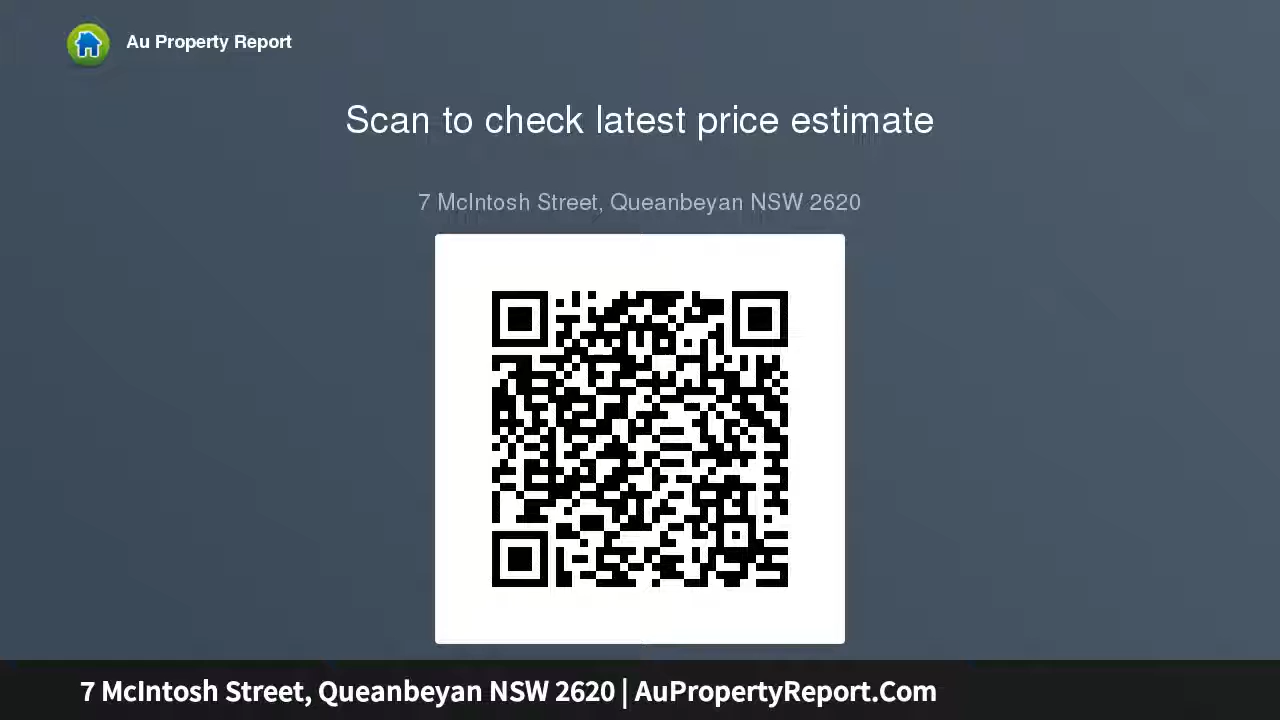 Au Property Report
Scan to check latest price estimate
7 McIntosh Street, Queanbeyan NSW 2620
7 McIntosh Street, Queanbeyan NSW 2620 | AuPropertyReport.Com